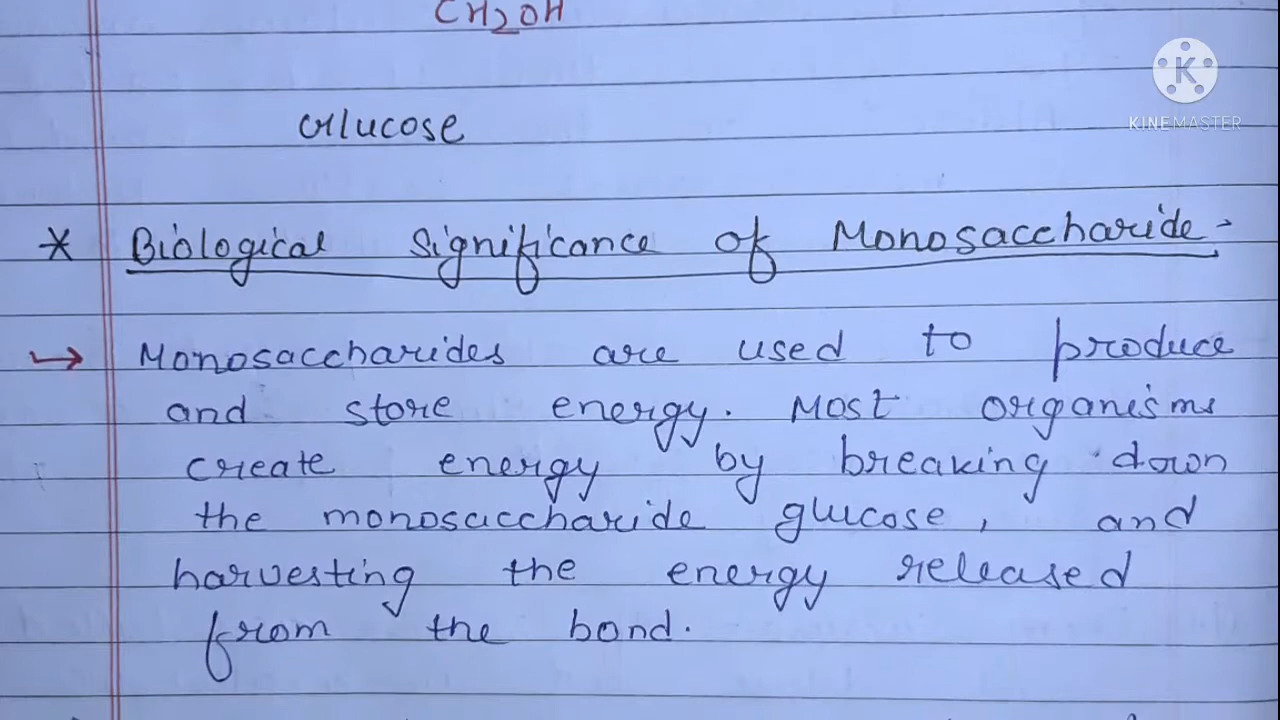 CH2OH
K
KINEMASTER
Glucose
* Biological Significance of Monosaccharide-
→ Monosaccharides are used to produce
and store energy. Most organisms
create energy by breaking down
the monosaccharide glucose, and
harvesting the energy released
from the bond.